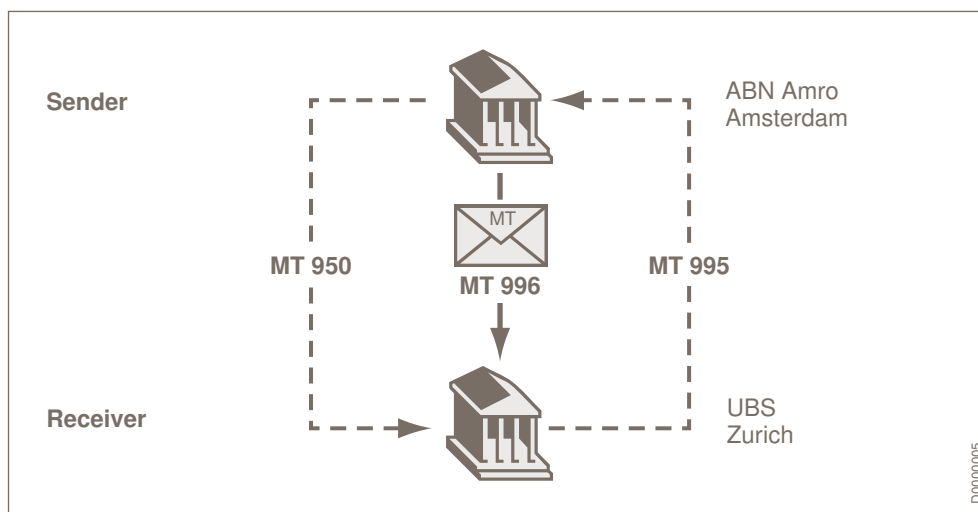 Sender
ABN Amro
Amsterdam
MT
MT 950
MT 995
MT 996
Receiver
UBS
Zurich
D0000005